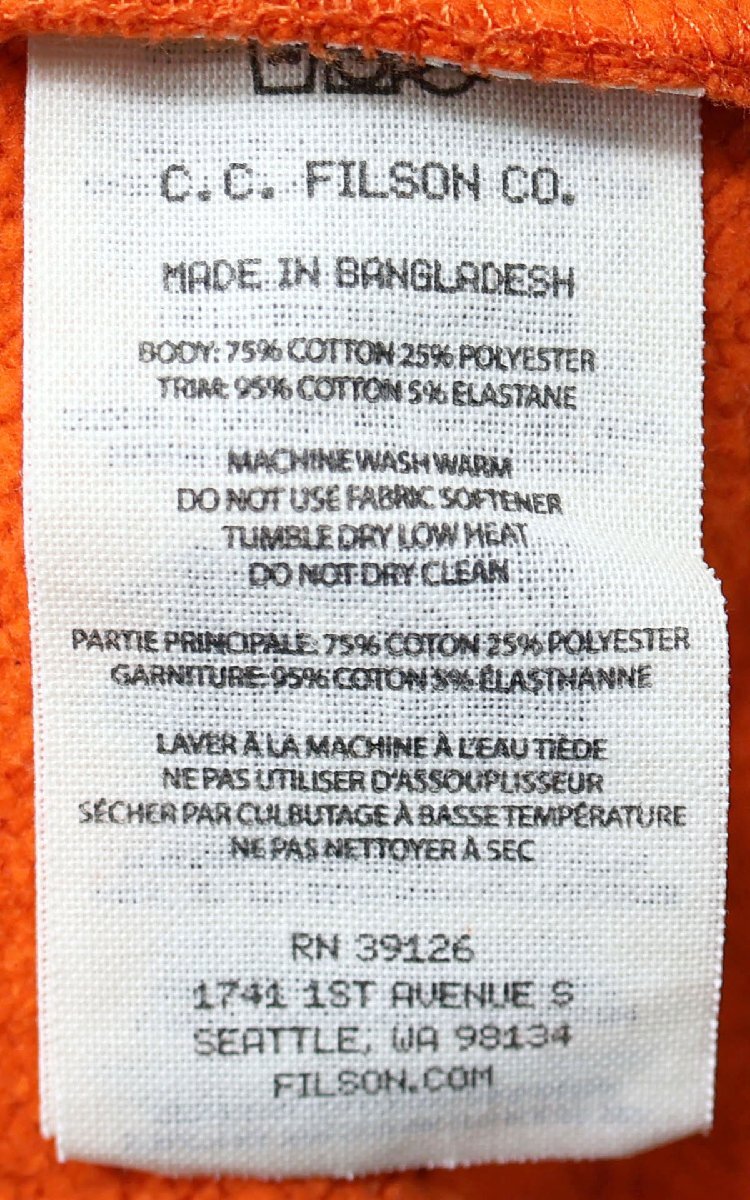 C.C. FILSON CO.
MADE IN BANGLADESH
BODY: 75% COTTON 25% POLYESTER
TRIM: 95% COTTON 5% ELASTANE
MACHINE WASH WARM
DO NOT USE FABRIC SOFTENER
TUMBLE DRY LOW HEAT
DO NOT DRY CLEAN
PARTIE PRINCIPALE: 75% COTON 25% POLYESTER
GARNITURE: 95% COTON 5% ÉLASTHANNE
LAVER À LA MACHINE À L'EAU TIÈDE
NE PAS UTILISER D'ASSOUPLISSEUR
SÉCHER PAR CULBUTAGE À BASSE TEMPÉRATURE
NE PAS NETTOYER À SEC
RN 39126
1741 1ST AVENUE S
SEATTLE, WA 98134
FILSON.COM